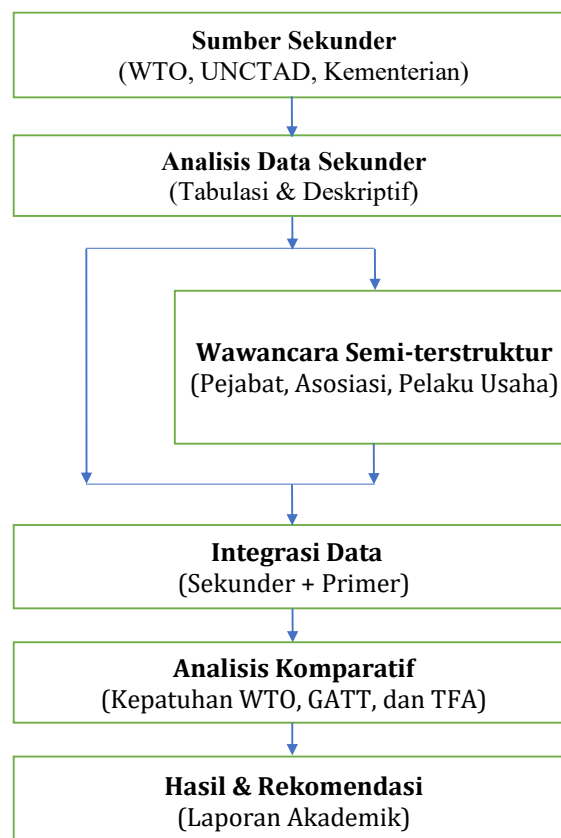 Sumber Sekunder
(WTO, UNCTAD, Kementerian)
Analisis Data Sekunder
(Tabulasi & Deskriptif)
Wawancara Semi-terstruktur
(Pejabat, Asosiasi, Pelaku Usaha)
Integrasi Data
(Sekunder + Primer)
Analisis Komparatif
(Kepatuhan WTO, GATT, dan TFA)
Hasil & Rekomendasi
(Laporan Akademik)